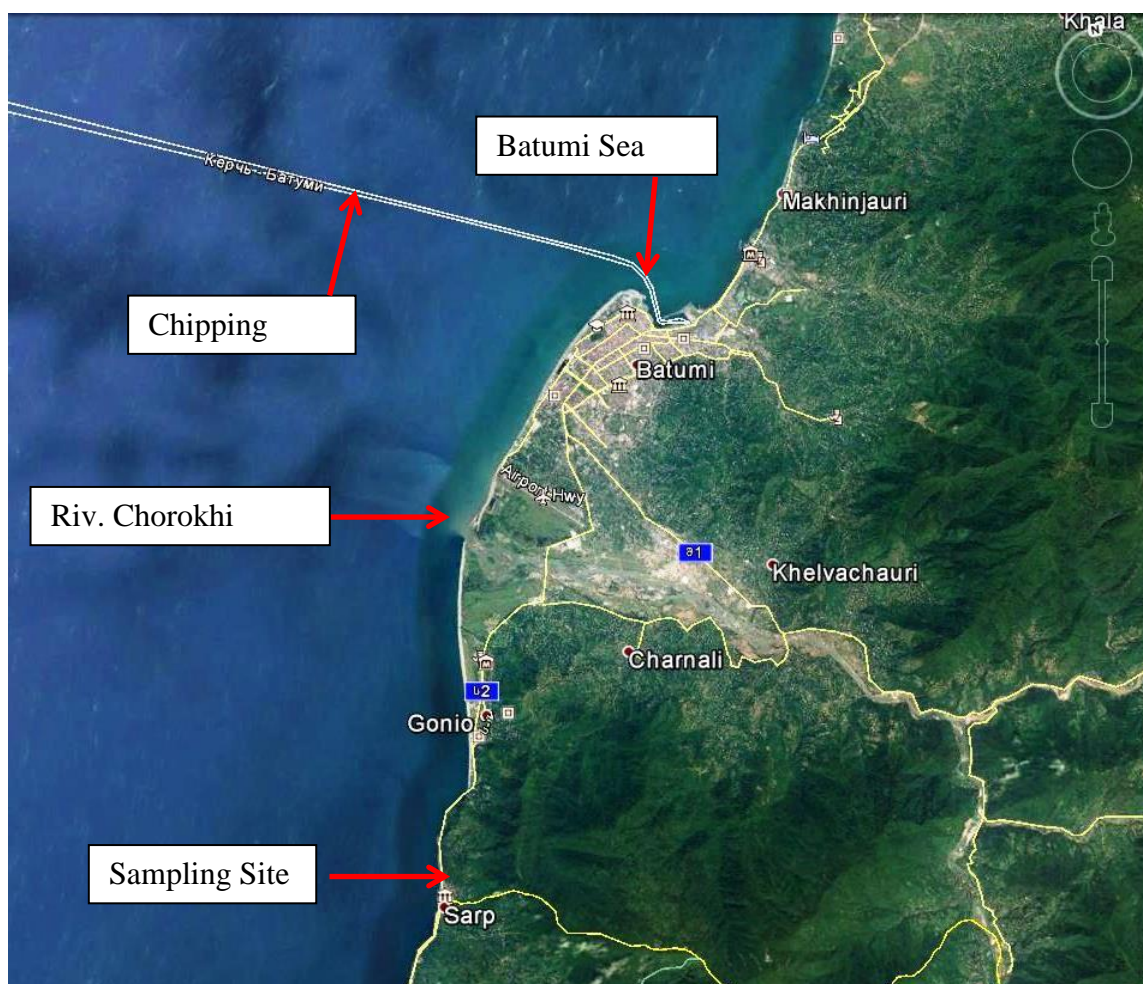 Khala
N
Batumi Sea
Керчь - Батуми
Makhinjauri
Chipping
Batumi
Airport Hwy
Riv. Chorokhi
Khelvachauri
Charnali
Gonio
Sampling Site
Sarp